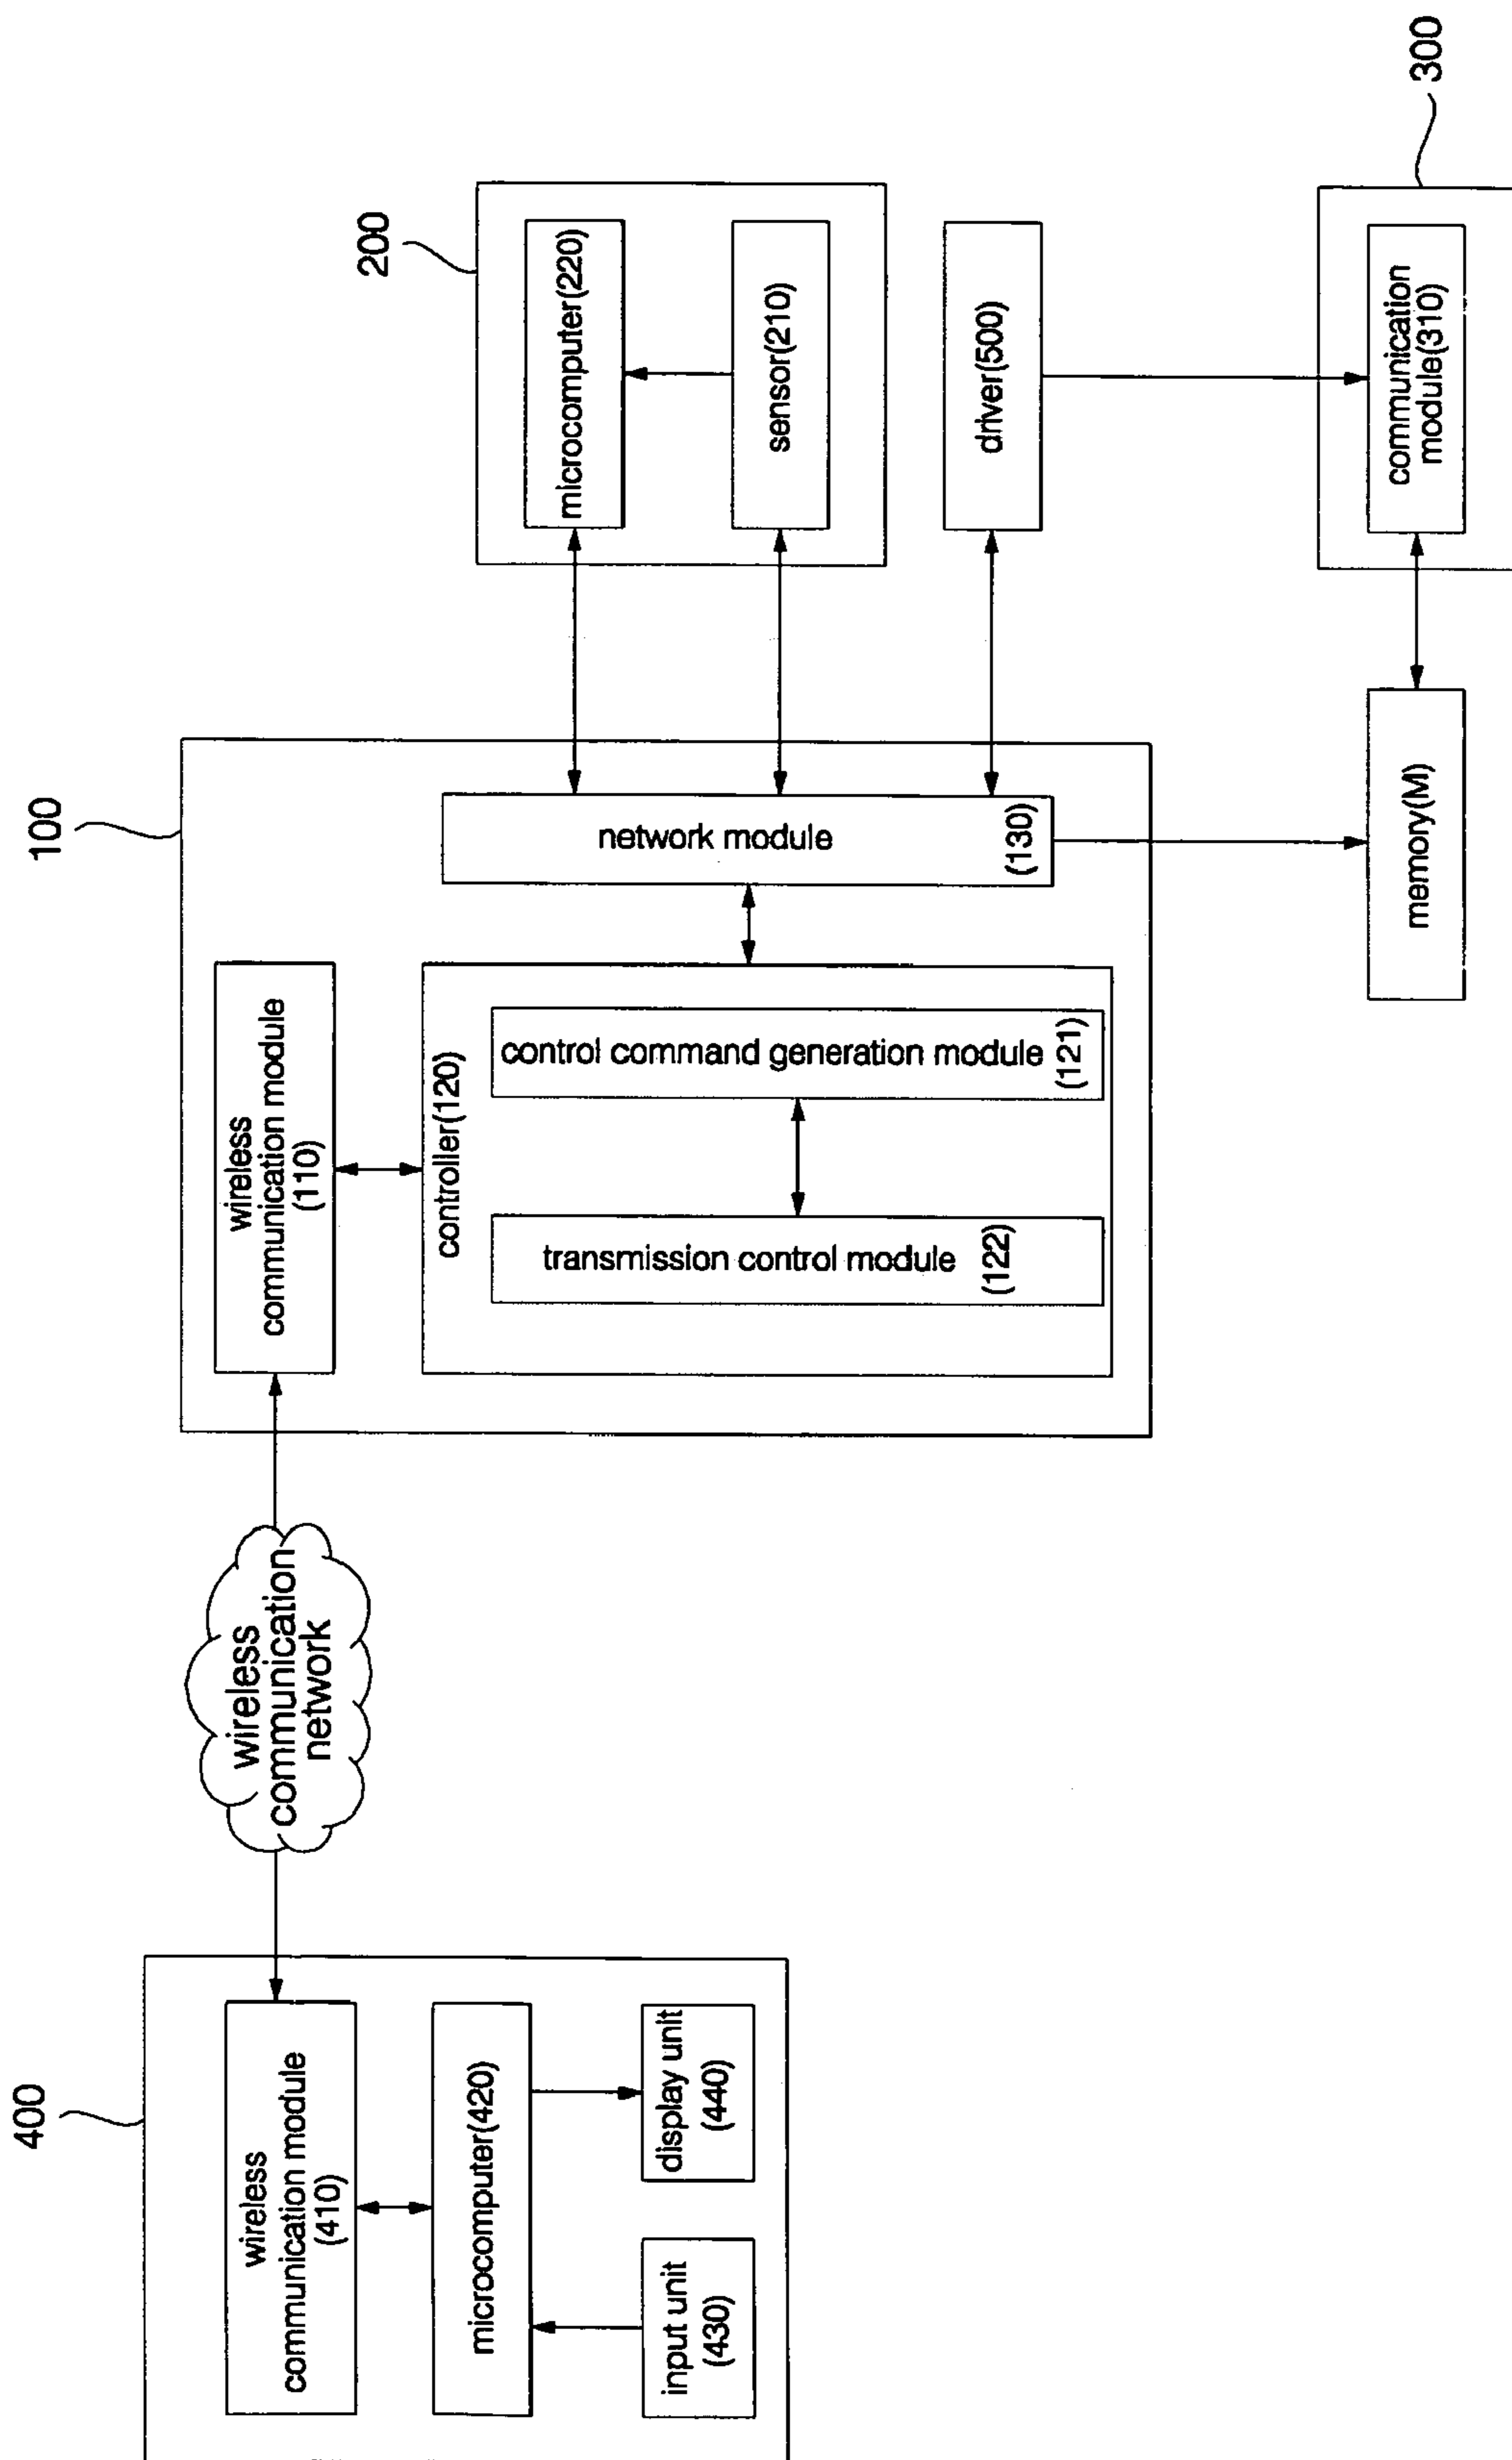 400
wireless
communication module
(410)
microcomputer(420)
input unit
(430)
display unit
(440)
wireless
communication
network
100
wireless
communication module
(110)
controller(120)
transmission control module
(122)
control command generation module
(121)
network module
(130)
200
microcomputer(220)
sensor(210)
driver(500)
memory(M)
300
communication
module(310)